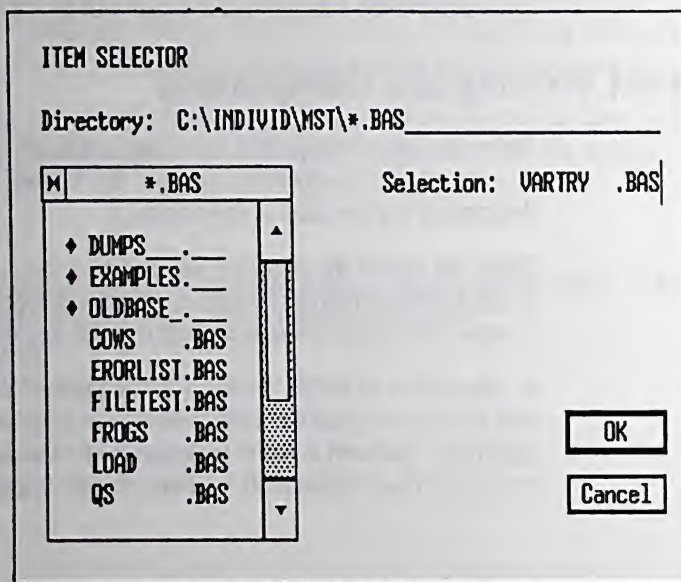 ITEM SELECTOR
Directory: C:\INDIVID\MST\*.BAS
*.BAS
Selection: VARTRY .BAS
DUMPS___.___
EXAMPLES.___
OLDBASE_.___
COWS .BAS
ERORLIST.BAS
FILETEST.BAS
FROGS .BAS
LOAD .BAS
QS .BAS
OK
Cancel